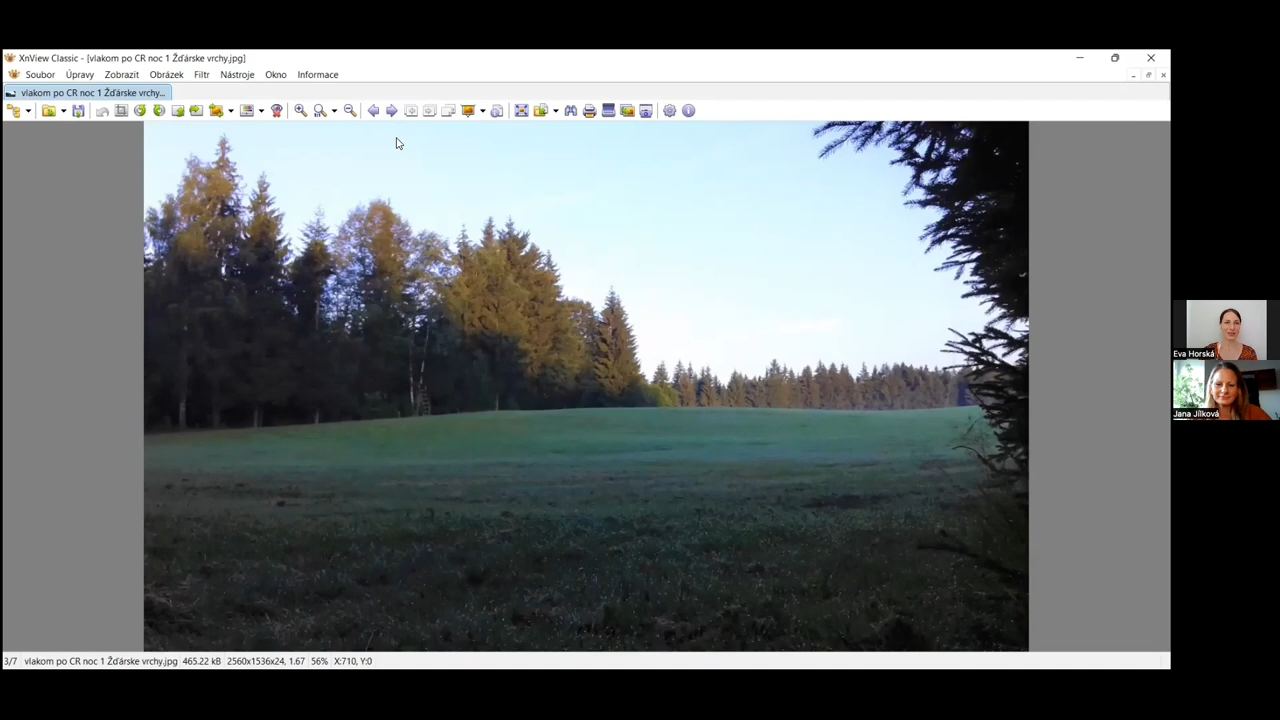 XnView Classic - [vlakom po CR noc 1 Žďárske vrchy.jpg]
Soubor Úpravy Zobrazit Obrázek Filtr Nástroje Okno Informace
vlakom po CR noc 1 Žďárske vrchy...
Eva Horská
Jana Jílková
3/7 vlakom po CR noc 1 Žďárske vrchy.jpg 465.22 kB 2560x1536x24, 1.67 56% X:710, Y:0